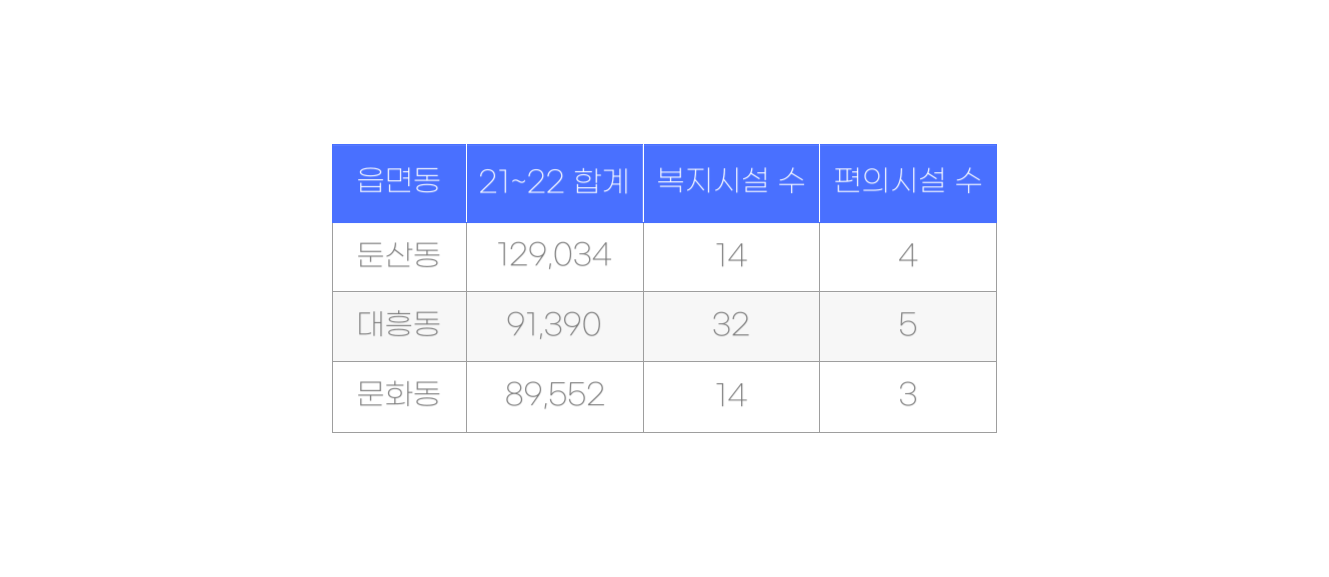 읍면동 21~22 합계 복지시설 수 편의시설 수
둔산동 129,034 14 4
대흥동 91,390 32 5
문화동 89,552 14 3